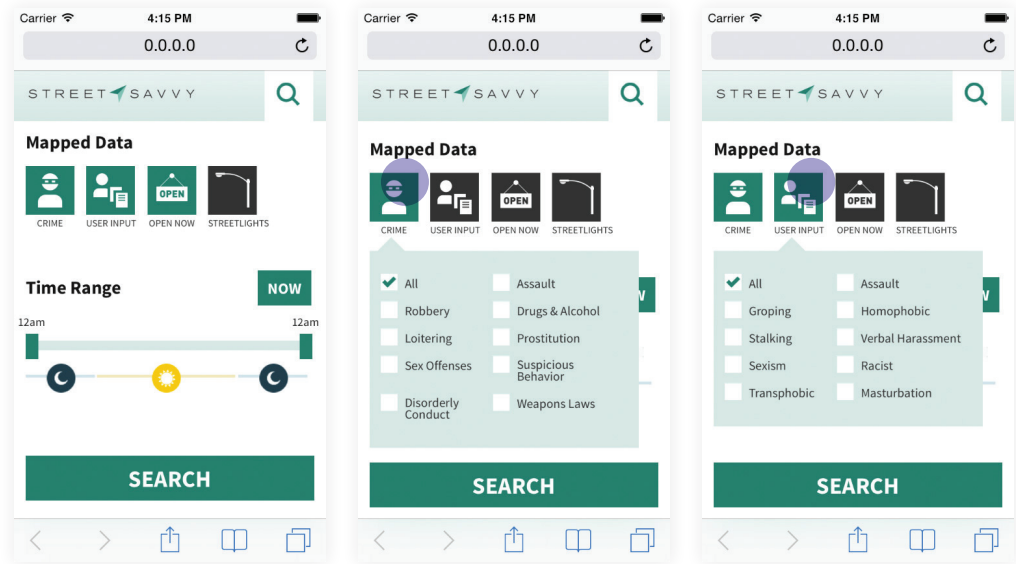 Carrier 4:15 PM
0.0.0.0
STREET SAVVY
Mapped Data
OPEN
CRIME USER INPUT OPEN NOW STREETLIGHTS
Time Range NOW
12am 12am
SEARCH
Carrier 4:15 PM
0.0.0.0
STREET SAVVY
Mapped Data
OPEN
CRIME USER INPUT OPEN NOW STREETLIGHTS
All Assault
W
Robbery Drugs & Alcohol
Loitering Prostitution
Sex Offenses Suspicious
Behavior
Disorderly Weapons Laws
Conduct
SEARCH
Carrier 4:15 PM
0.0.0.0
STREET SAVVY
Mapped Data
OPEN
CRIME USER INPUT OPEN NOW STREETLIGHTS
All Assault
W
Groping Homophobic
Stalking Verbal Harassment
Sexism Racist
Transphobic Masturbation
SEARCH